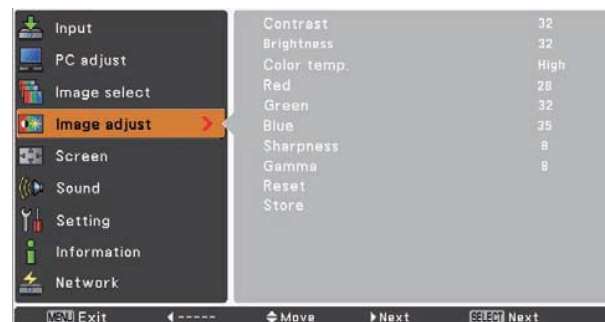 Input
PC adjust
Image select
Image adjust
Screen
Sound
Setting
Information
Network
Contrast 32
Brightness 32
Color temp. High
Red 28
Green 32
Blue 35
Sharpness 8
Gamma 8
Reset
Store
MENU Exit ◀----- Move ▶Next SELECT Next